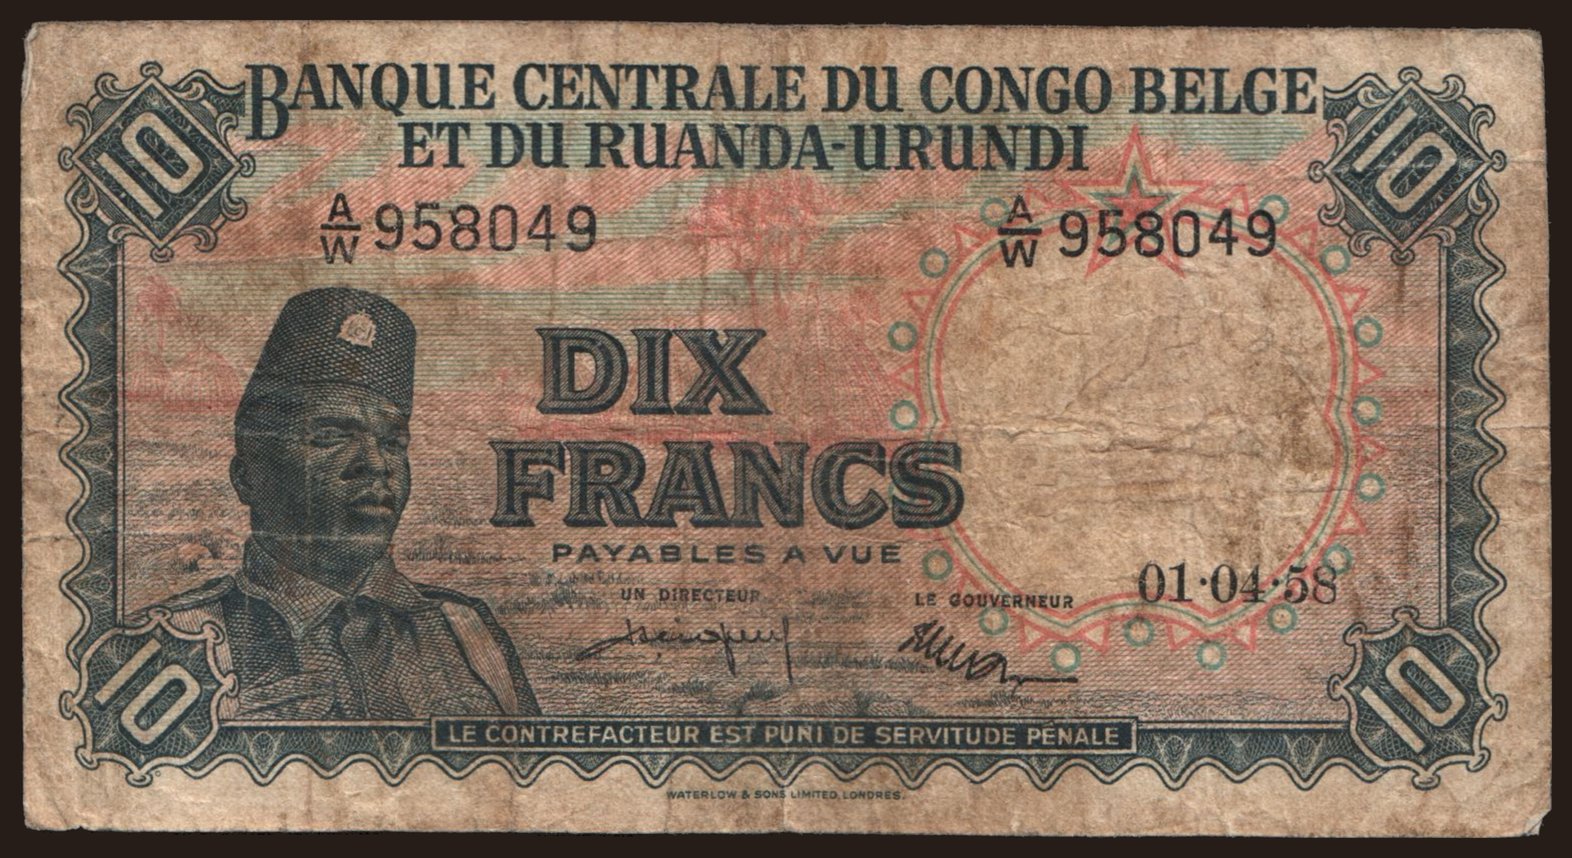 BANQUE CENTRALE DU CONGO BELGE
ET DU RUANDA-URUNDI
10
10
A/W 958049
A/W 958049
DIX
FRANCS
PAYABLES A VUE
UN DIRECTEUR
LE GOUVERNEUR
01·04·58
10
10
LE CONTREFACTEUR EST PUNI DE SERVITUDE PÉNALE
WATERLOW & SONS LIMITED, LONDRES.